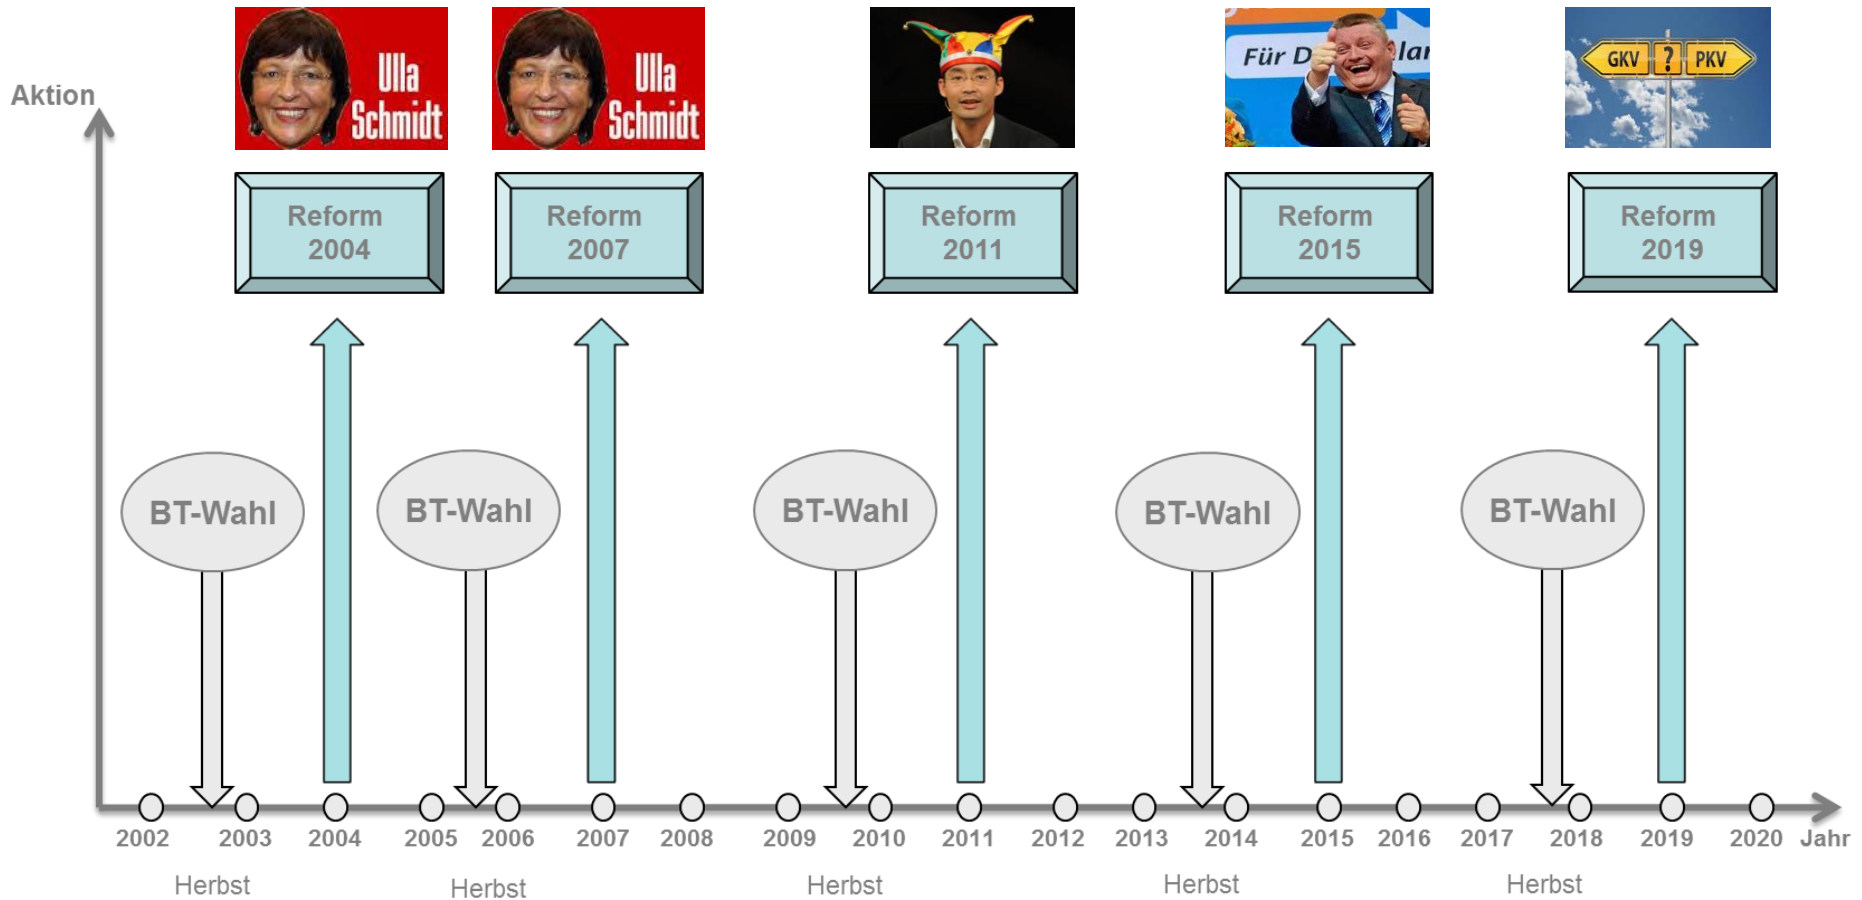 Aktion
Ulla
Schmidt
Ulla
Schmidt
Für D
lan
GKV ? PKV
Reform
2004
Reform
2007
Reform
2011
Reform
2015
Reform
2019
BT-Wahl
BT-Wahl
BT-Wahl
BT-Wahl
BT-Wahl
2002 2003 2004 2005 2006 2007 2008 2009 2010 2011 2012 2013 2014 2015 2016 2017 2018 2019 2020 Jahr
Herbst Herbst Herbst Herbst Herbst